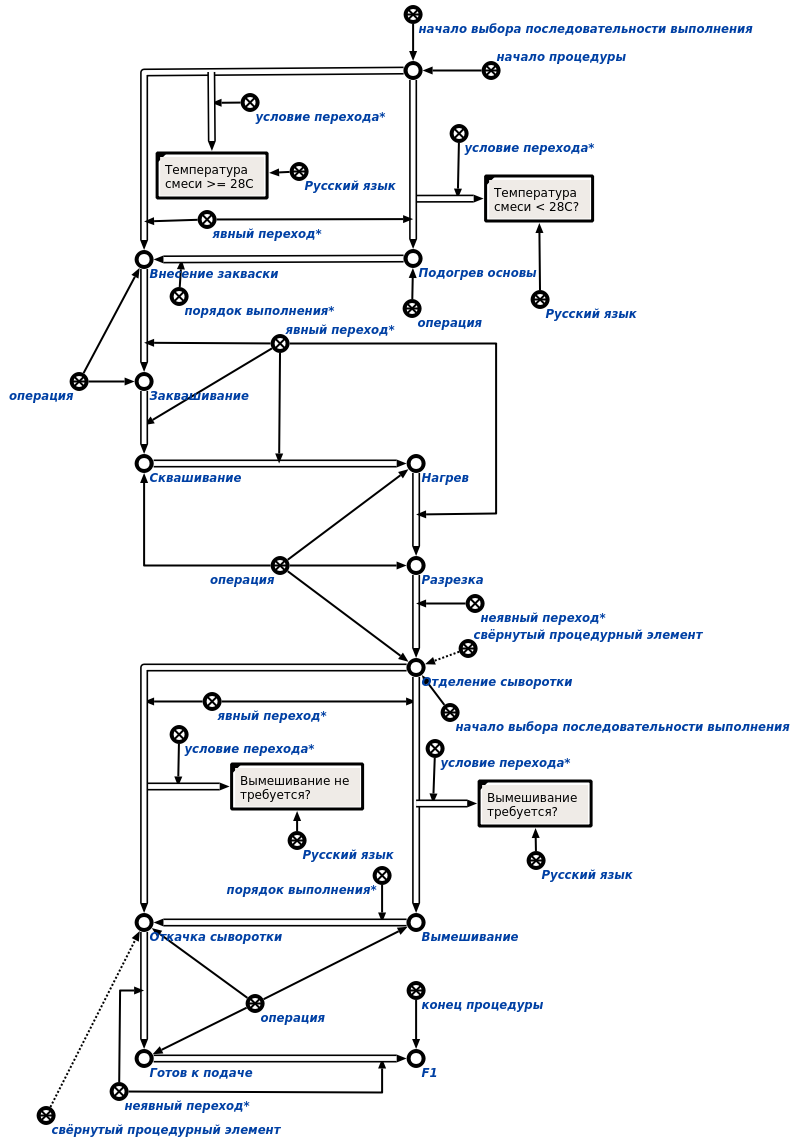 начало выбора последовательности выполнения
начало процедуры
условие перехода*
условие перехода*
Температура
смеси >= 28C
Русский язык
Температура
смеси < 28C?
явный переход*
Внесение закваски
Подогрев основы
порядок выполнения*
операция
Русский язык
явный переход*
операция
Заквашивание
Сквашивание
Нагрев
операция
Разрезка
неявный переход*
свёрнутый процедурный элемент
Отделение сыворотки
явный переход*
начало выбора последовательности выполнения
условие перехода*
условие перехода*
Вымешивание не
требуется?
Вымешивание
требуется?
Русский язык
Русский язык
порядок выполнения*
Откачка сыворотки
Вымешивание
операция
конец процедуры
Готов к подаче
F1
неявный переход*
свёрнутый процедурный элемент